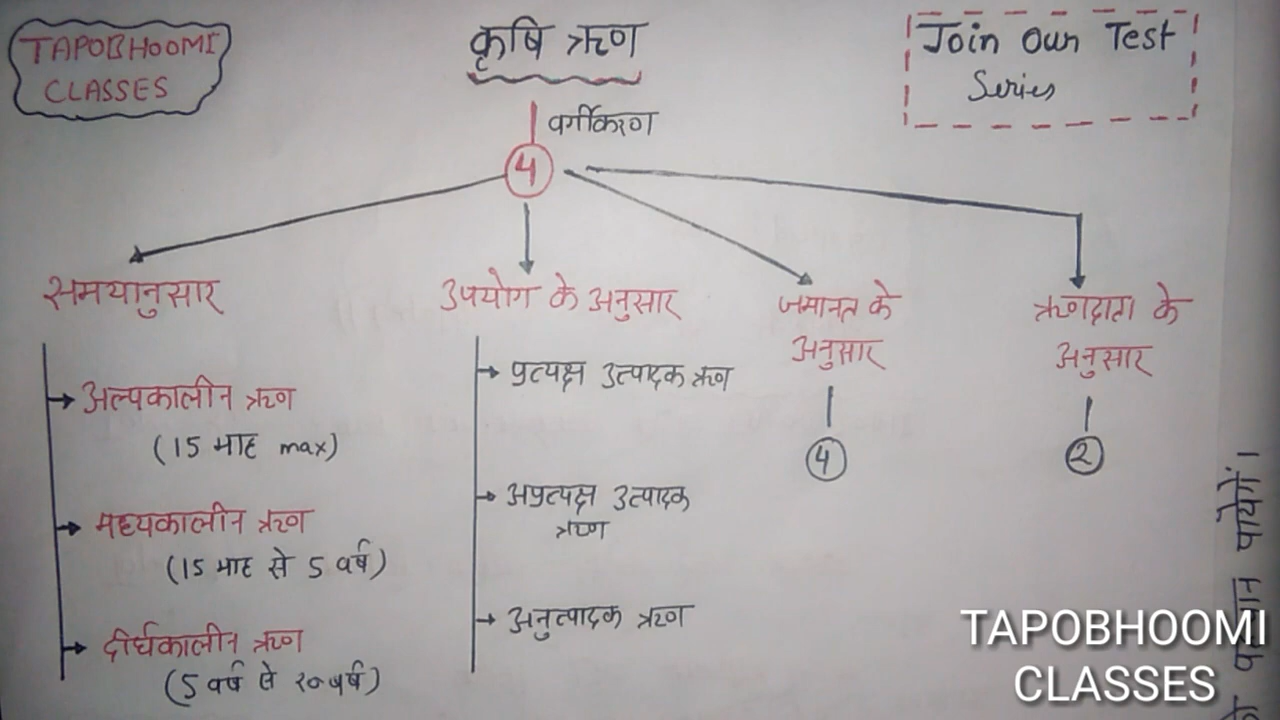 TAPOBHOOMI
CLASSES
कृषि ऋण
Join Our Test
Series
वर्गीकरण
4
समयानुसार
अल्पकालीन ऋण
(15 माह max)
मध्यकालीन ऋण
(15 माह से 5 वर्ष)
दीर्घकालीन ऋण
(5 वर्ष से २० वर्ष)
उपयोग के अनुसार
प्रत्यक्ष उत्पादक ऋण
अप्रत्यक्ष उत्पादक
ऋण
अनुत्पादक ऋण
जमानत के
अनुसार
4
ऋणदाता के
अनुसार
2
TAPOBHOOMI
CLASSES